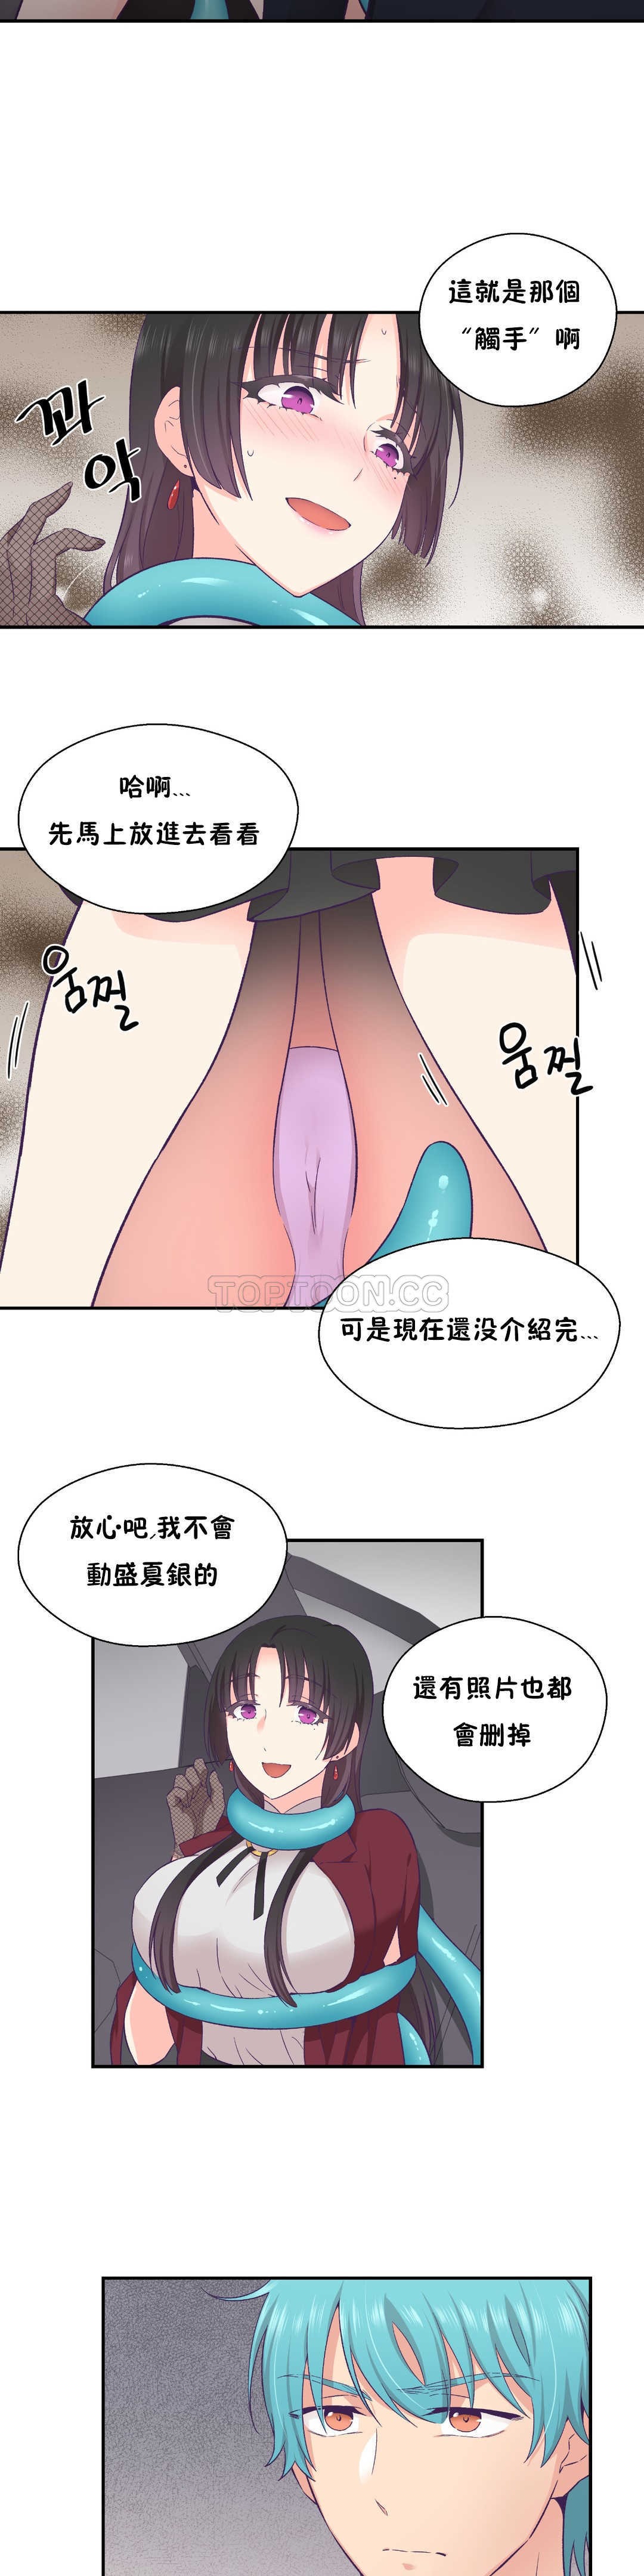 這就是那個
“觸手”啊
꽈
악
哈啊...
先馬上放進去看看
움찔
움찔
TOPTOON.CC
可是現在還沒介紹完...
放心吧,我不會
動盛夏銀的
還有照片也都
會刪掉